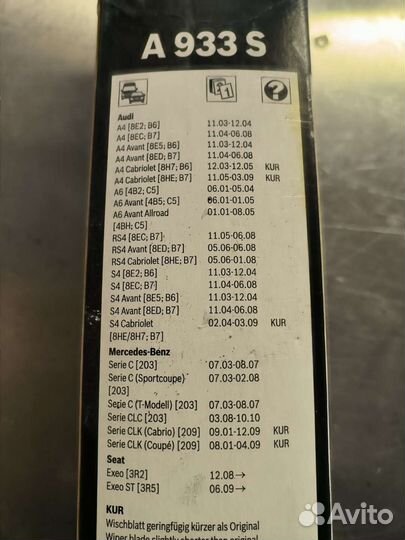 A 933 S
Audi
A4 [8E2; B6] 11.03-12.04
A4 [8EC; B7] 11.04-06.08
A4 Avant [8E5; B6] 11.03-12.04
A4 Avant [8ED; B7] 11.04-06.08
A4 Cabriolet [8H7; B6] 12.03-12.05 KUR
A4 Cabriolet [8HE; B7] 11.05-03.09 KUR
A6 [4B2; C5] 06.01-05.04
A6 Avant [4B5; C5] 06.01-01.05
A6 Avant Allroad 01.01-08.05
[4BH; C5]
RS4 [8EC; B7] 11.05-06.08
RS4 Avant [8ED; B7] 05.06-06.08
RS4 Cabriolet [8HE; B7] 05.06-01.08
S4 [8E2; B6] 11.03-12.04
S4 [8EC; B7] 11.04-06.08
S4 Avant [8E5; B6] 11.03-12.04
S4 Avant [8ED; B7] 11.04-06.08
S4 Cabriolet 02.04-03.09 KUR
[8HE/8H7; B7]
Mercedes-Benz
Serie C [203] 07.03-08.07
Serie C (Sportcoupe) 07.03-02.08
[203]
Serie C (T-Modell) [203] 07.03-08.07
Serie CLC [203] 03.08-10.10
Serie CLK (Cabrio) [209] 09.01-12.09 KUR
Serie CLK (Coupé) [209] 08.01-04.09 KUR
Seat
Exeo [3R2] 12.08→
Exeo ST [3R5] 06.09→
KUR
Wischblatt geringfügig kürzer als Original
Wiper blade slightly shorter than original
Avito